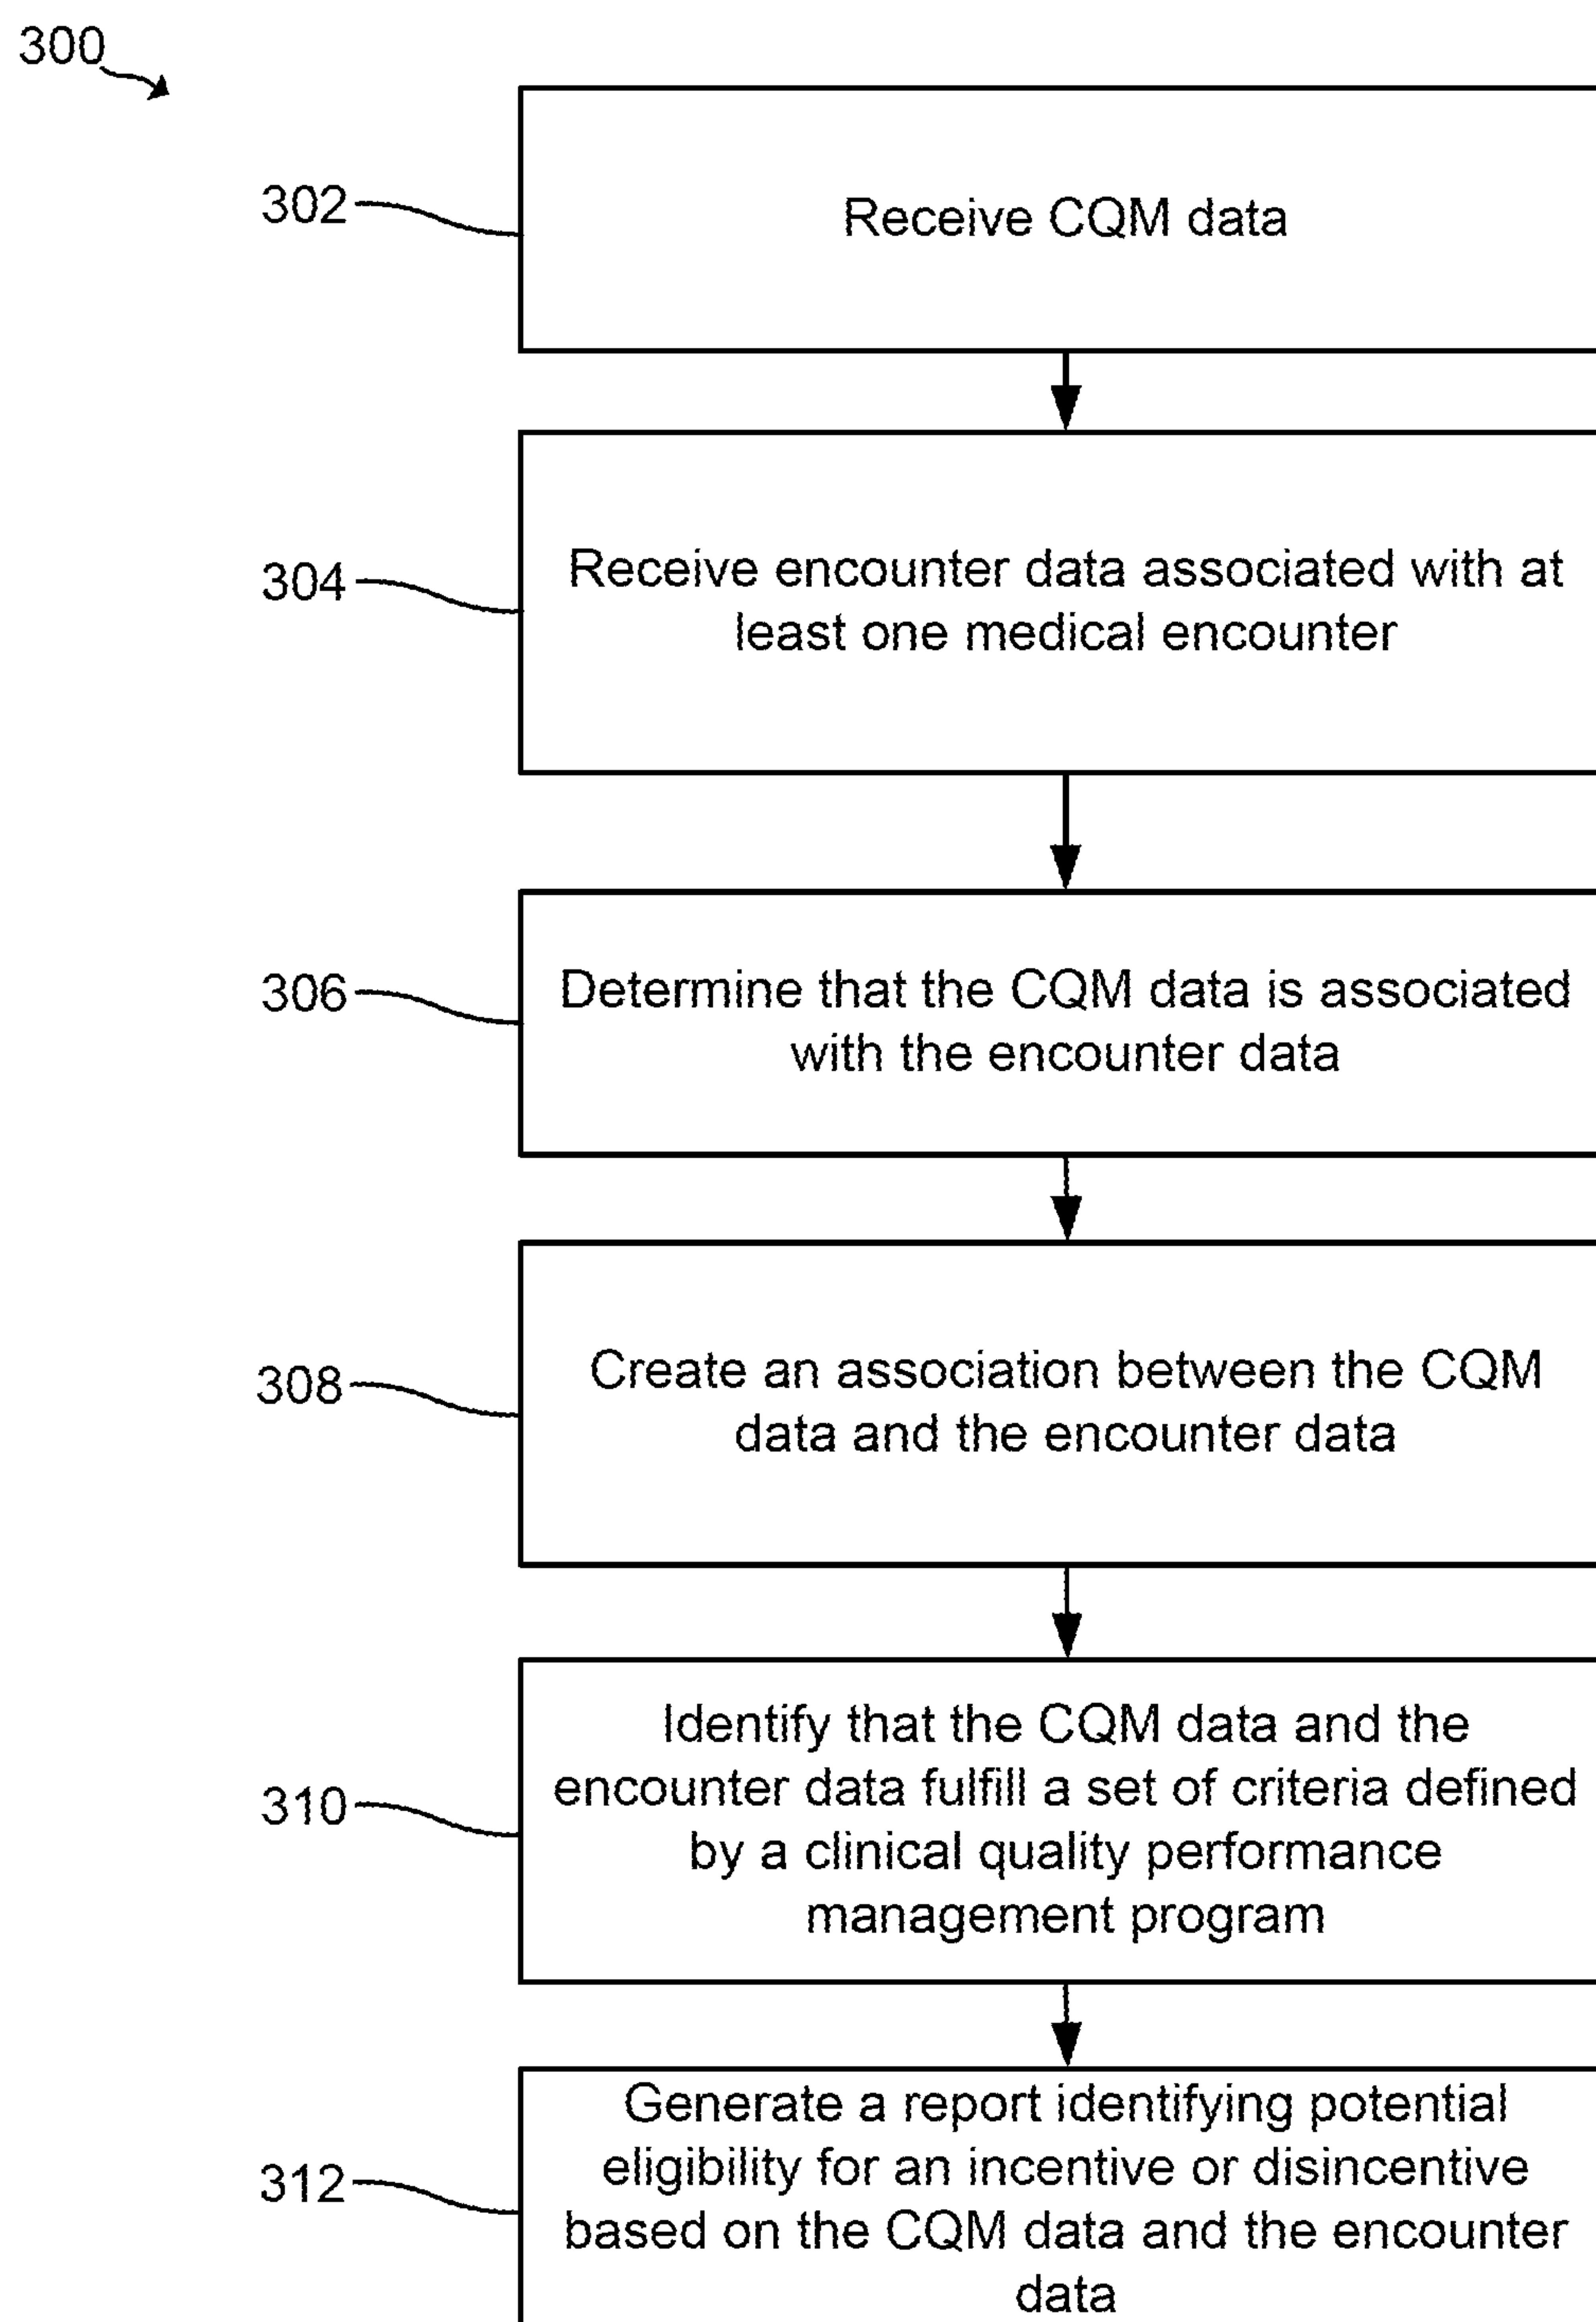 300
302
Receive CQM data
304
Receive encounter data associated with at
least one medical encounter
306
Determine that the CQM data is associated
with the encounter data
308
Create an association between the CQM
data and the encounter data
310
Identify that the CQM data and the
encounter data fulfill a set of criteria defined
by a clinical quality performance
management program
312
Generate a report identifying potential
eligibility for an incentive or disincentive
based on the CQM data and the encounter
data